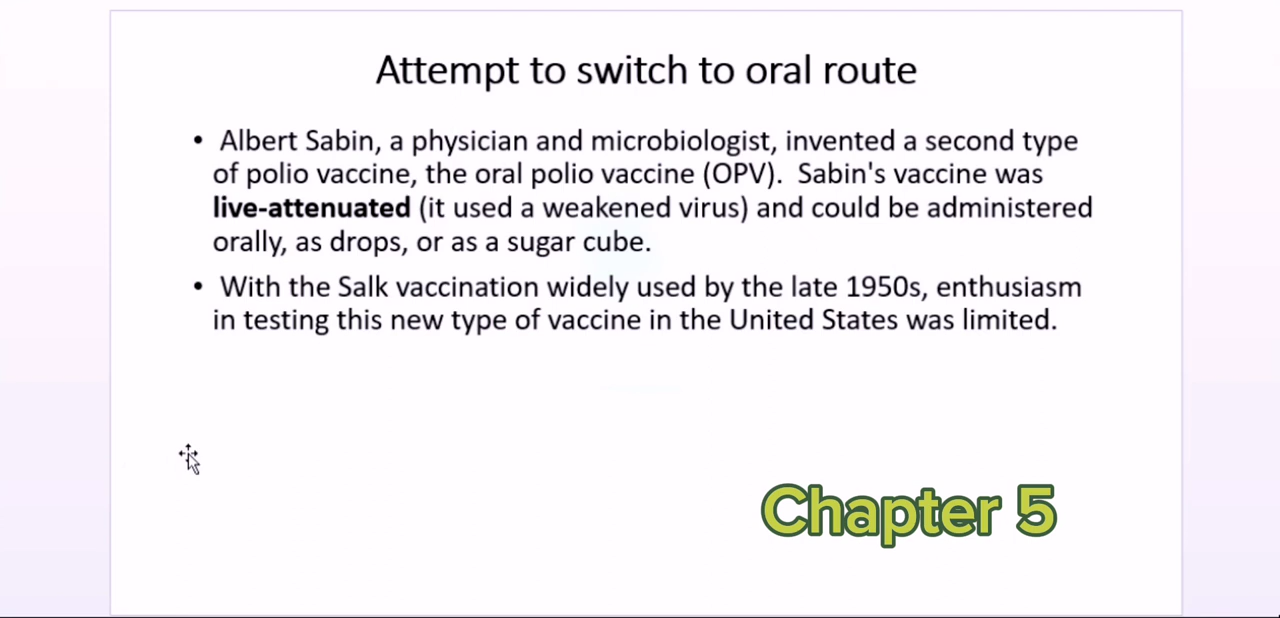 Attempt to switch to oral route
• Albert Sabin, a physician and microbiologist, invented a second type
of polio vaccine, the oral polio vaccine (OPV).  Sabin's vaccine was
live-attenuated (it used a weakened virus) and could be administered
orally, as drops, or as a sugar cube.
• With the Salk vaccination widely used by the late 1950s, enthusiasm
in testing this new type of vaccine in the United States was limited.
Chapter 5